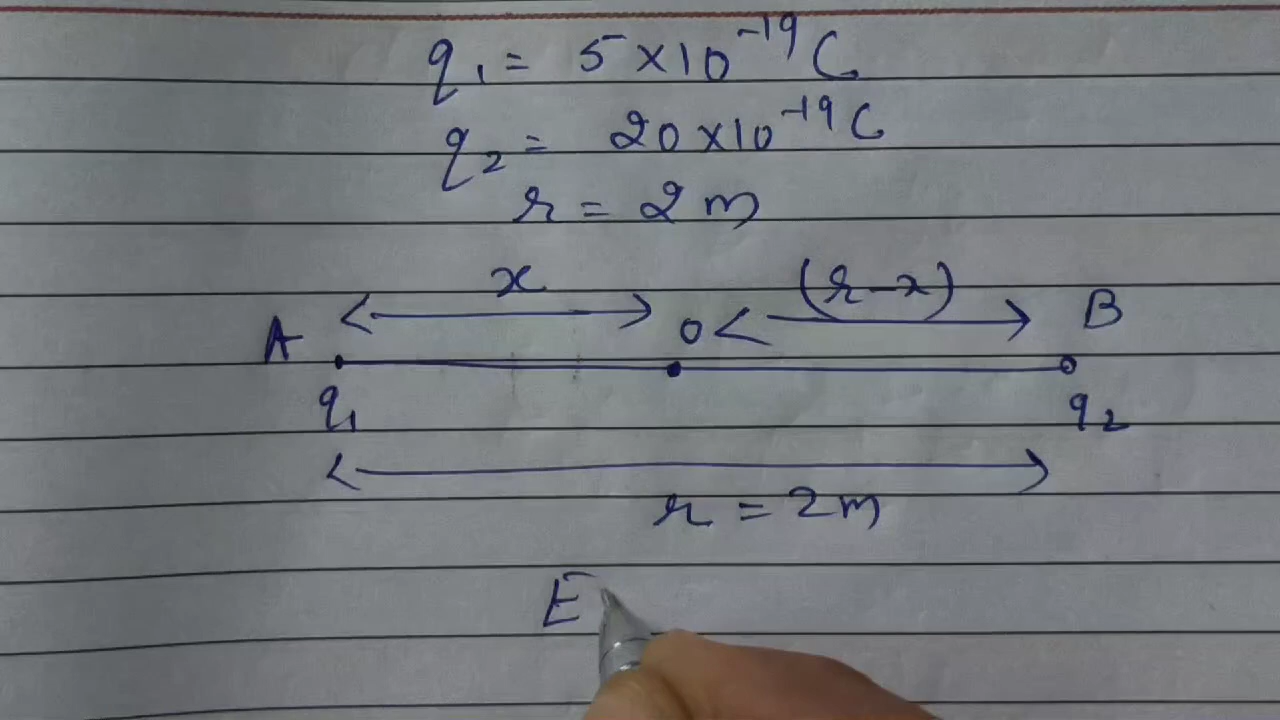 q₁ = 5×10⁻¹⁹ C
q₂ = 20×10⁻¹⁹ C
r = 2 m
x (r-x)
A O B
q₁ q₂
r = 2m
E